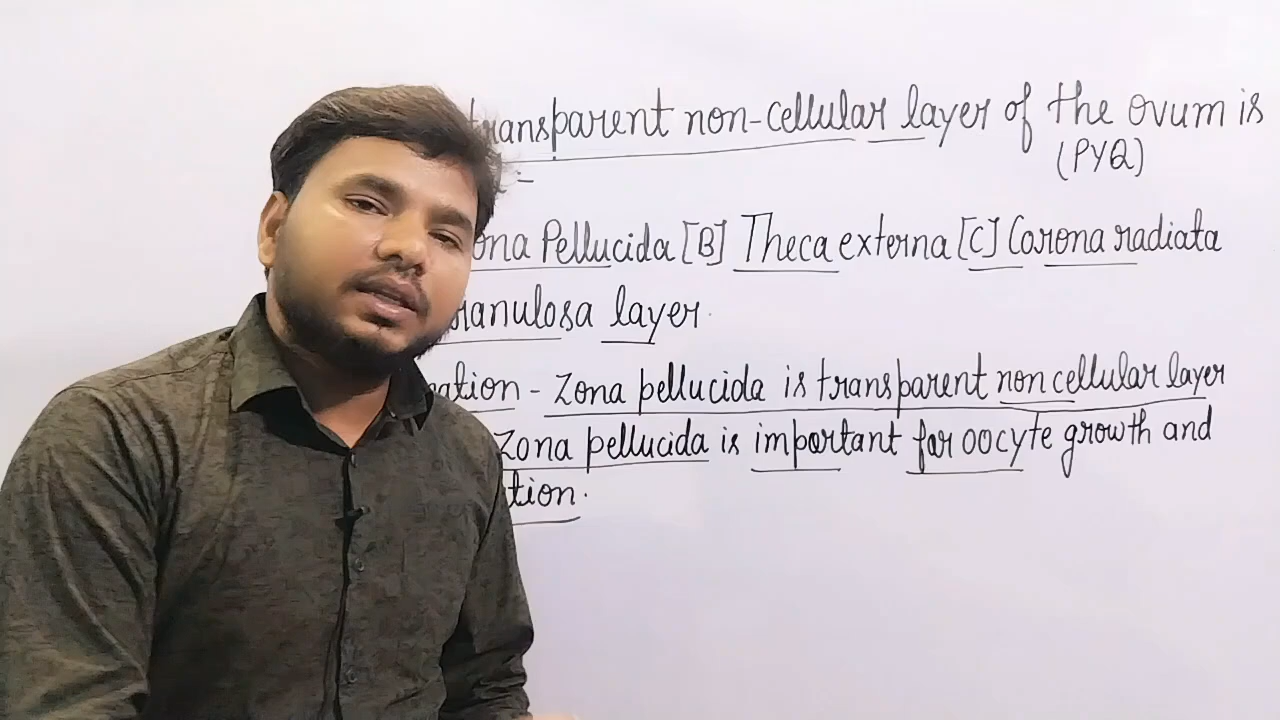 transparent non-cellular layer of the ovum is
(PYQ)
:-
ona Pellucida [B] Theca externa [C] Corona radiata
ranulosa layer.
nation - Zona pellucida is transparent non cellular layer
Zona pellucida is important for oocyte growth and
tion.